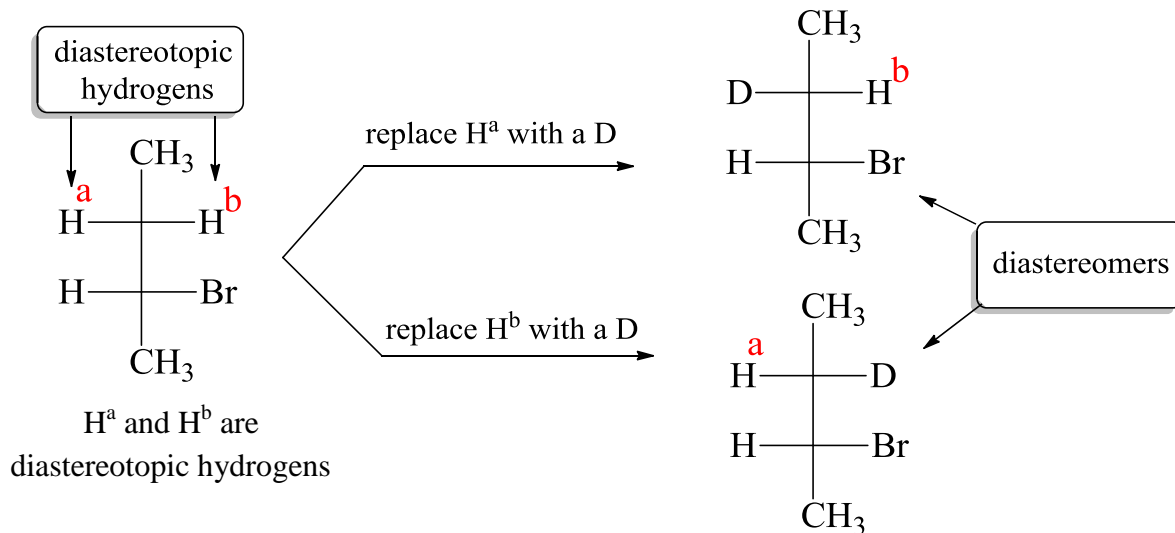 diastereotopic
hydrogens
CH₃
a
H
b
H
H
Br
CH₃
Hᵃ and Hᵇ are
diastereotopic hydrogens
replace Hᵃ with a D
replace Hᵇ with a D
CH₃
D
H
b
H
Br
CH₃
diastereomers
CH₃
a
H
D
H
Br
CH₃